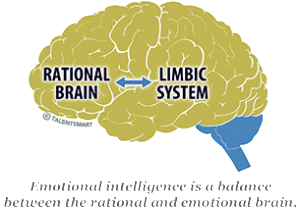 RATIONAL BRAIN
LIMBIC SYSTEM
© TALENTSMART
Emotional intelligence is a balance
between the rational and emotional brain.